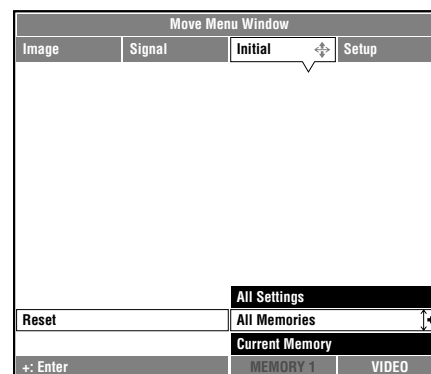 Move Menu Window
Image Signal Initial Setup
All Settings
Reset All Memories
Current Memory
+: Enter MEMORY 1 VIDEO